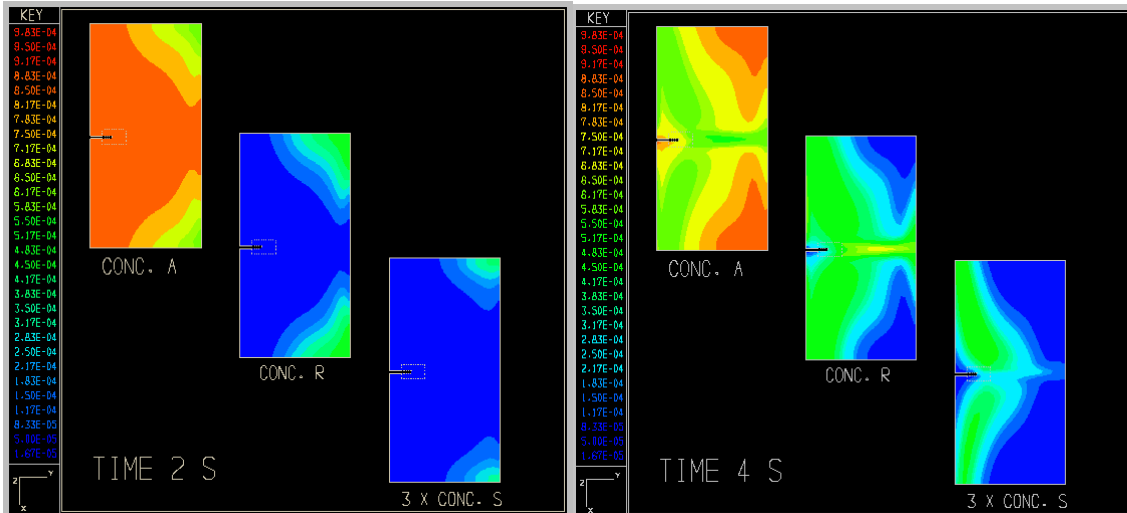 KEY
9.83E-04
9.50E-04
9.17E-04
8.83E-04
8.50E-04
8.17E-04
7.83E-04
7.50E-04
7.17E-04
6.83E-04
6.50E-04
6.17E-04
5.83E-04
5.50E-04
5.17E-04
4.83E-04
4.50E-04
4.17E-04
3.83E-04
3.50E-04
3.17E-04
2.83E-04
2.50E-04
2.17E-04
1.83E-04
1.50E-04
1.17E-04
8.33E-05
5.00E-05
1.67E-05
Z Y
X
CONC. A
CONC. R
3 X CONC. S
TIME 2 S
KEY
9.83E-04
9.50E-04
9.17E-04
8.83E-04
8.50E-04
8.17E-04
7.83E-04
7.50E-04
7.17E-04
6.83E-04
6.50E-04
6.17E-04
5.83E-04
5.50E-04
5.17E-04
4.83E-04
4.50E-04
4.17E-04
3.83E-04
3.50E-04
3.17E-04
2.83E-04
2.50E-04
2.17E-04
1.83E-04
1.50E-04
1.17E-04
8.33E-05
5.00E-05
1.67E-05
Z Y
X
CONC. A
CONC. R
3 X CONC. S
TIME 4 S